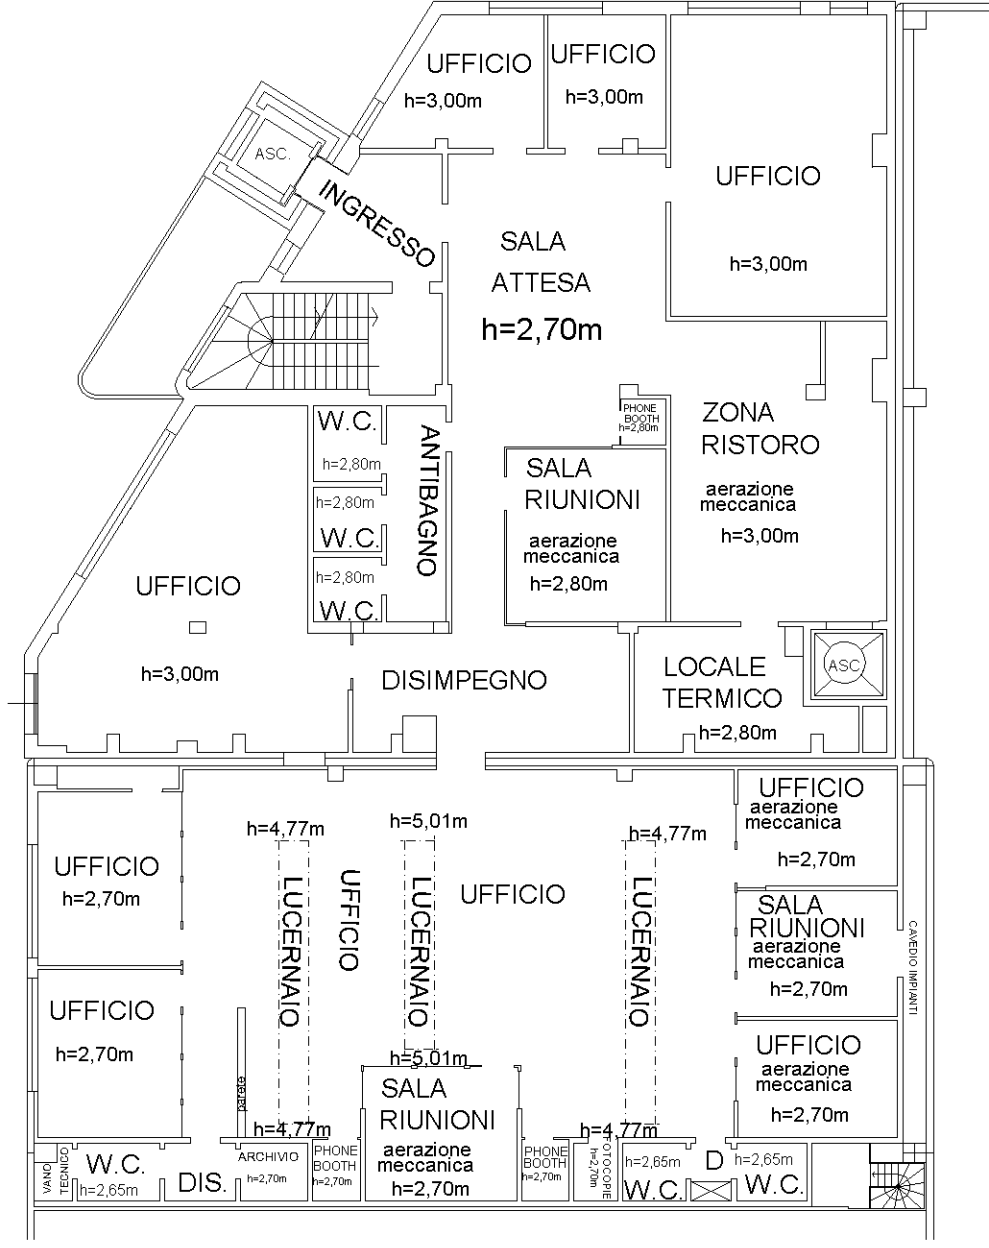 UFFICIO
h=3,00m
UFFICIO
h=3,00m
UFFICIO
h=3,00m
ASC.
INGRESSO
SALA
ATTESA
h=2,70m
W.C.
h=2,80m
h=2,80m
W.C.
h=2,80m
W.C.
ANTIBAGNO
PHONE
BOOTH
h=2,80m
ZONA
RISTORO
aerazione
meccanica
h=3,00m
SALA
RIUNIONI
aerazione
meccanica
h=2,80m
UFFICIO
h=3,00m
DISIMPEGNO
LOCALE
TERMICO
h=2,80m
ASC
UFFICIO
h=2,70m
UFFICIO
h=2,70m
h=4,77m
LUCERNAIO
h=4,77m
UFFICIO
h=5,01m
LUCERNAIO
h=5,01m
UFFICIO
h=4,77m
LUCERNAIO
h=4,77m
UFFICIO
aerazione
meccanica
h=2,70m
SALA
RIUNIONI
aerazione
meccanica
h=2,70m
UFFICIO
aerazione
meccanica
h=2,70m
CAVEDIO IMPIANTI
parete
VANO
TECNICO
W.C.
h=2,65m
DIS.
ARCHIVIO
h=2,70m
PHONE
BOOTH
h=2,70m
SALA
RIUNIONI
aerazione
meccanica
h=2,70m
PHONE
BOOTH
h=2,70m
h=2,70m
FOTOCOPIE
h=2,65m
W.C.
D
h=2,65m
W.C.